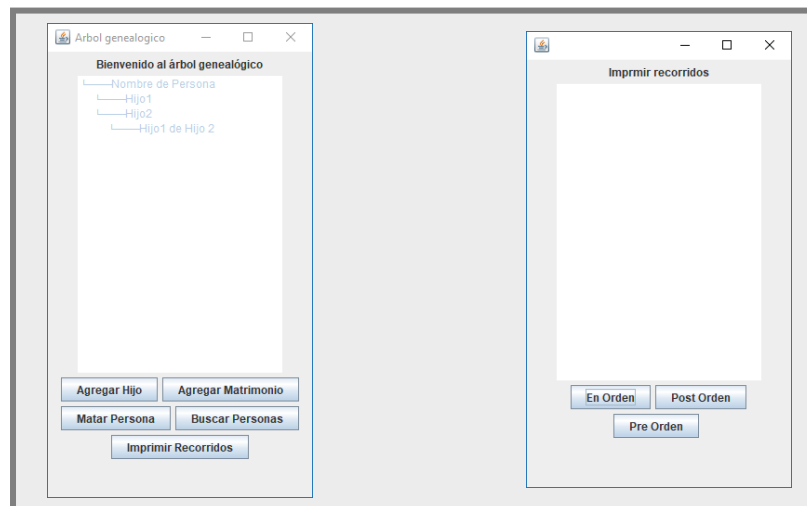 Arbol genealogico
Bienvenido al árbol genealógico
Nombre de Persona
Hijo1
Hijo2
Hijo1 de Hijo 2
Agregar Hijo
Agregar Matrimonio
Matar Persona
Buscar Personas
Imprimir Recorridos
Imprmir recorridos
En Orden
Post Orden
Pre Orden